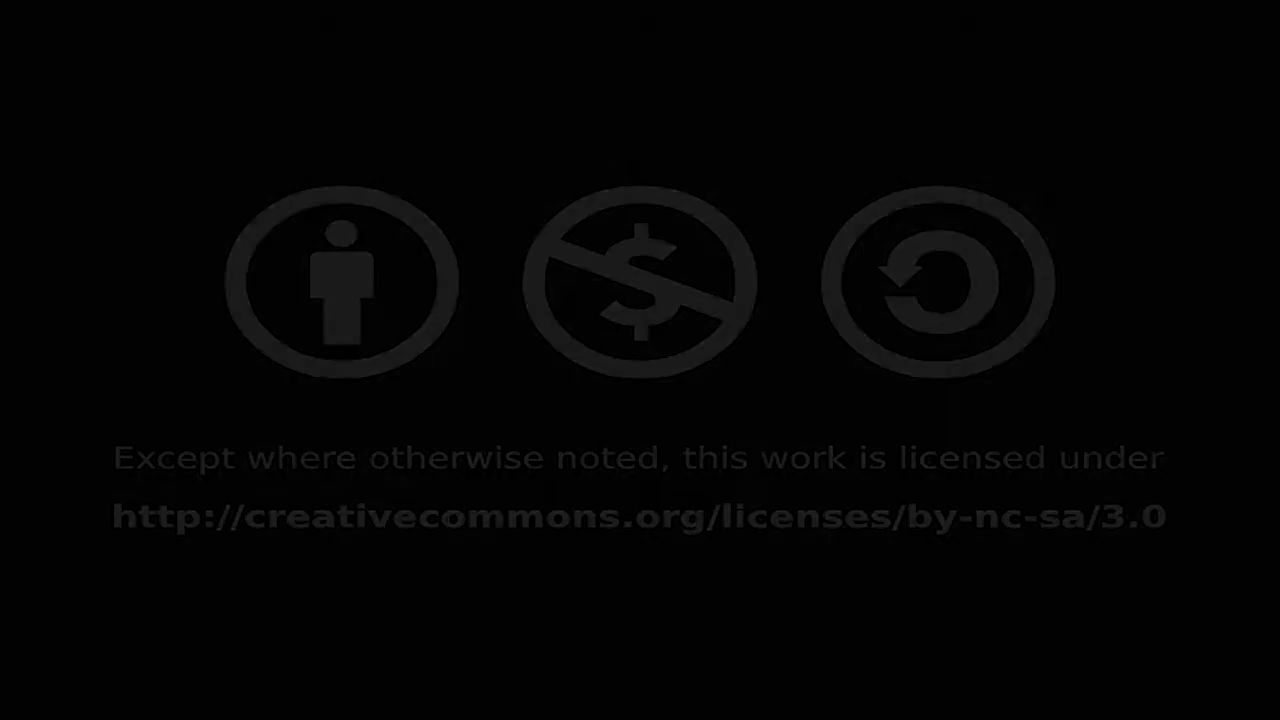 Except where otherwise noted, this work is licensed under
http://creativecommons.org/licenses/by-nc-sa/3.0